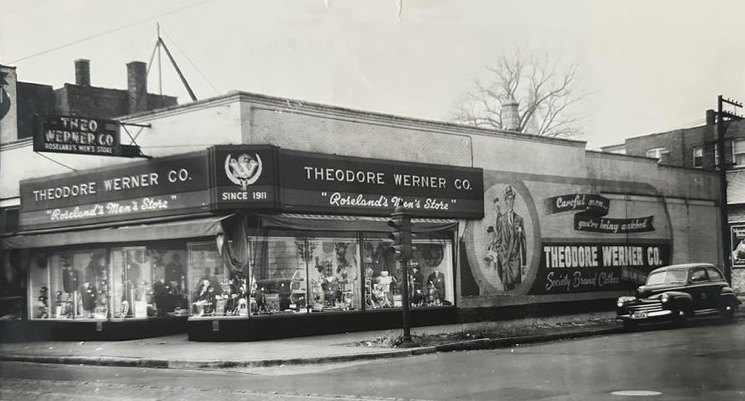 THEO
WERNER CO
ROSELAND'S MEN'S STORE
THEODORE WERNER CO.
"Roseland's Men's Store"
SINCE 1911
THEODORE WERNER CO.
"Roseland's Men's Store"
Careful men...
you're being watched
THEODORE WERNER CO.
Society Brand Clothes